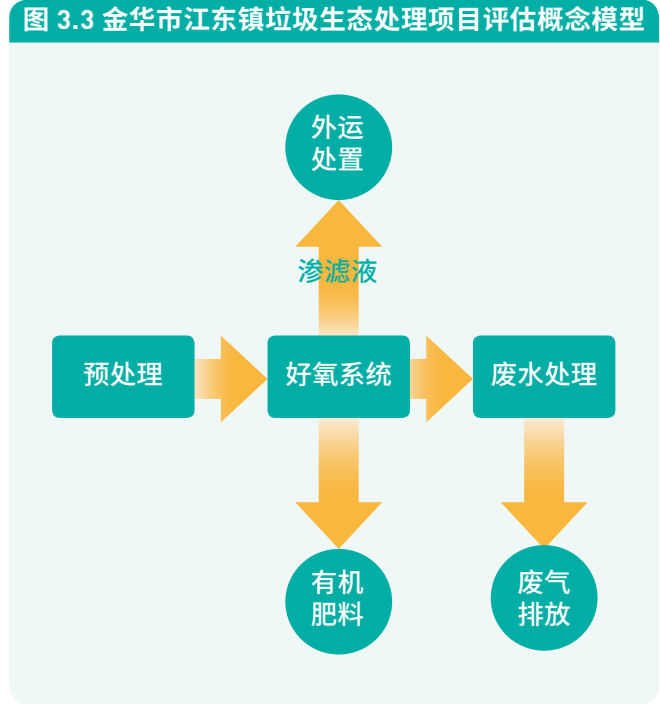 图 3.3 金华市江东镇垃圾生态处理项目评估概念模型
外运
处置
渗滤液
预处理
好氧系统
废水处理
有机
肥料
废气
排放